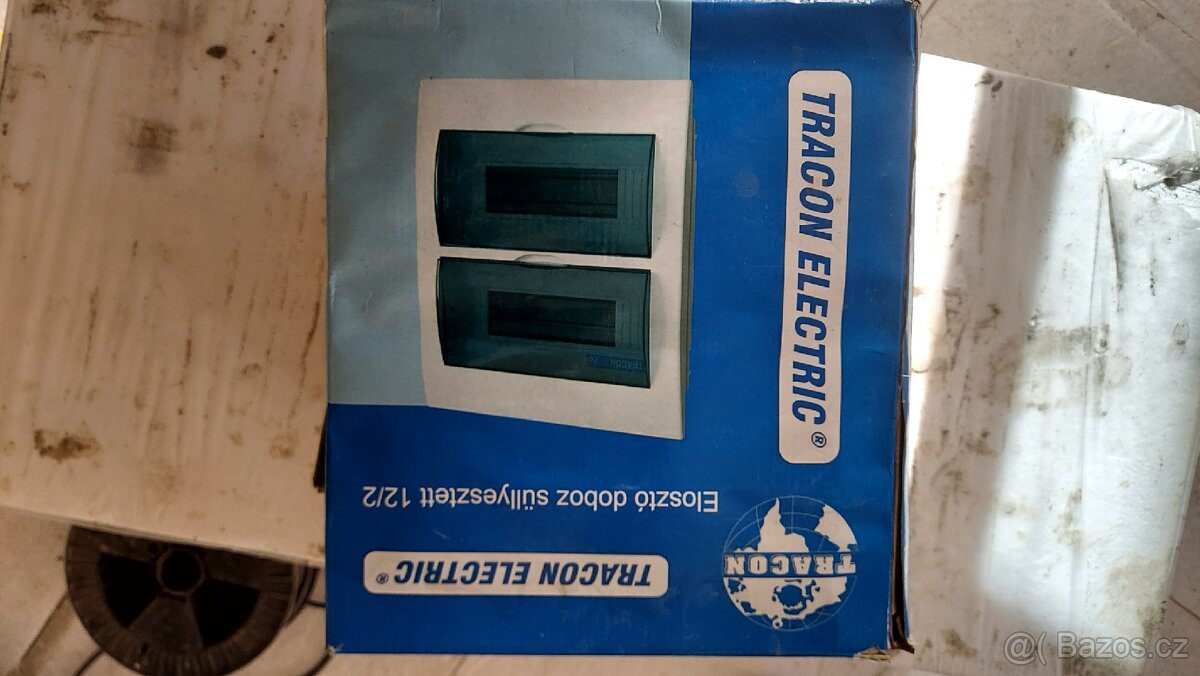 TRACON ELECTRIC®
TRACON
Elosztó doboz süllyesztett 12/2
TRACON ELECTRIC®
TRACON
@( Bazos.cz